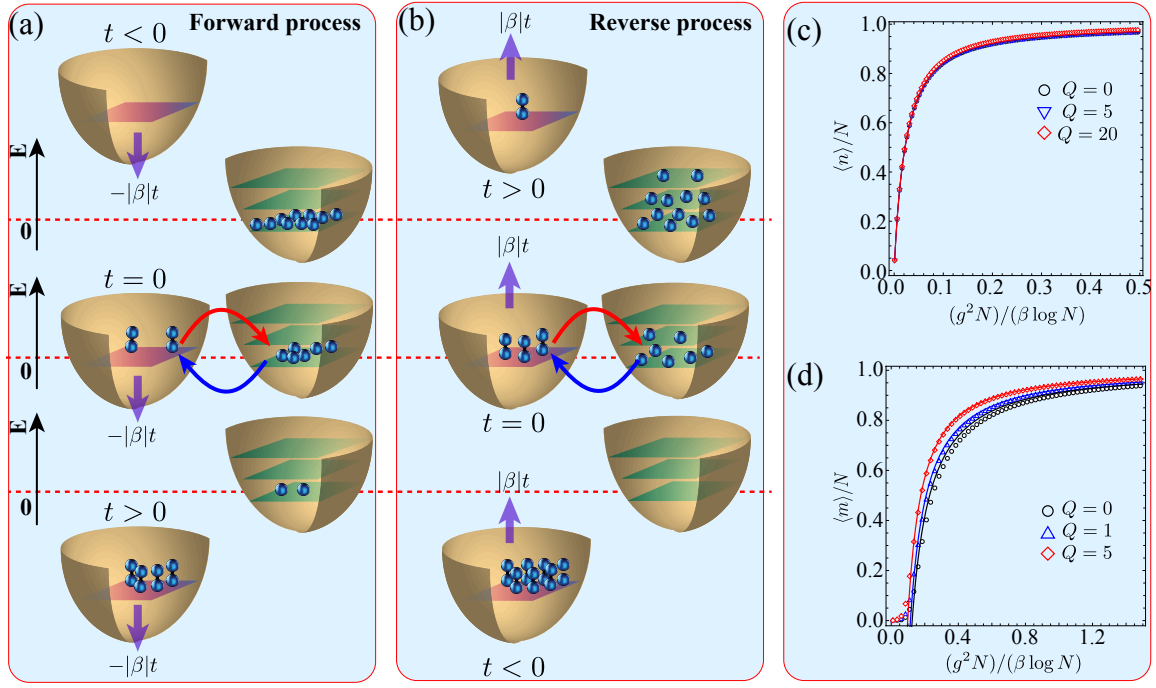 (a)
Forward process
t < 0
−|β|t
E
0
t = 0
E
0
−|β|t
E
0
t > 0
−|β|t
(b)
Reverse process
|β|t
t > 0
|β|t
t = 0
|β|t
t < 0
(c)
1.0
0.8
0.6
0.4
0.2
0.0
⟨n⟩/N
Q = 0
Q = 5
Q = 20
0.0 0.1 0.2 0.3 0.4 0.5
(g²N)/(β log N)
(d)
1.0
0.8
0.6
0.4
0.2
0.0
⟨m⟩/N
Q = 0
Q = 1
Q = 5
0.0 0.4 0.8 1.2
(g²N)/(β log N)